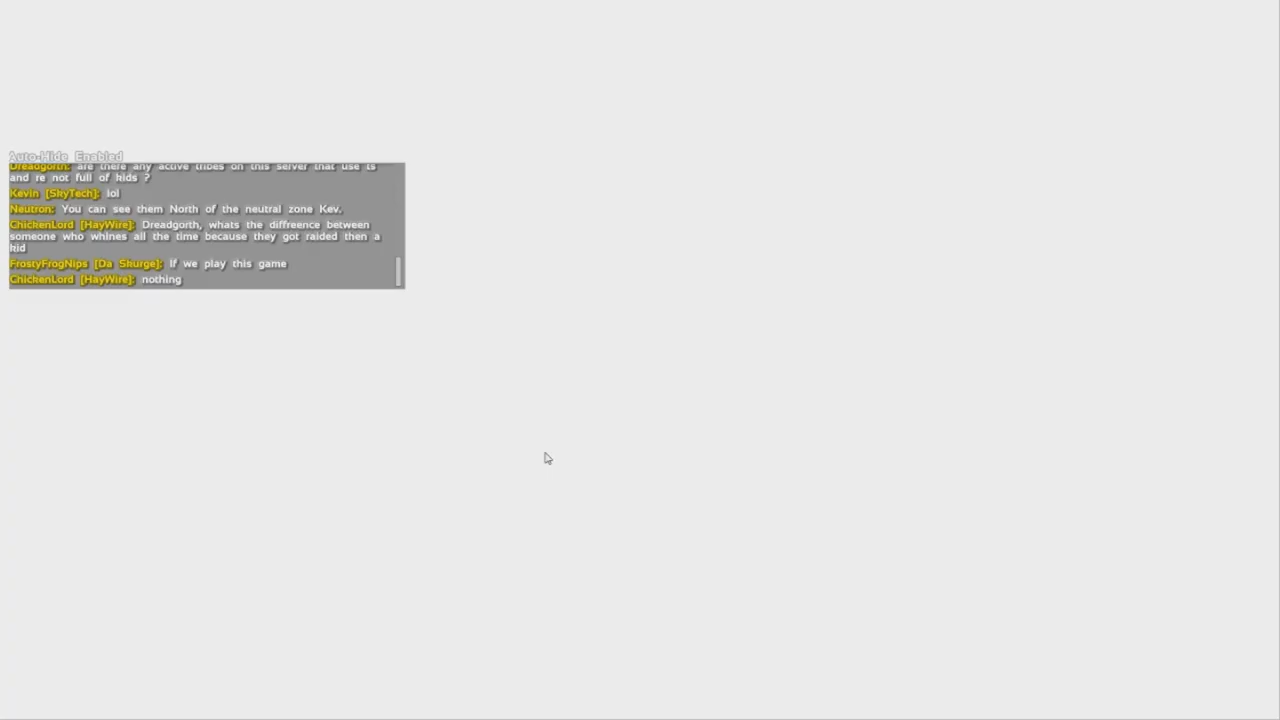 Auto-Hide Enabled
Dreadgorth: are there any active tribes on this server that use ts
and re not full of kids ?
Kevin [SkyTech]: lol
Neutron: You can see them North of the neutral zone Kev.
ChickenLord [HayWire]: Dreadgorth, whats the diffreence between
someone who whines all the time because they got raided then a
kid
FrostyFrogNips [Da Skurge]: If we play this game
ChickenLord [HayWire]: nothing